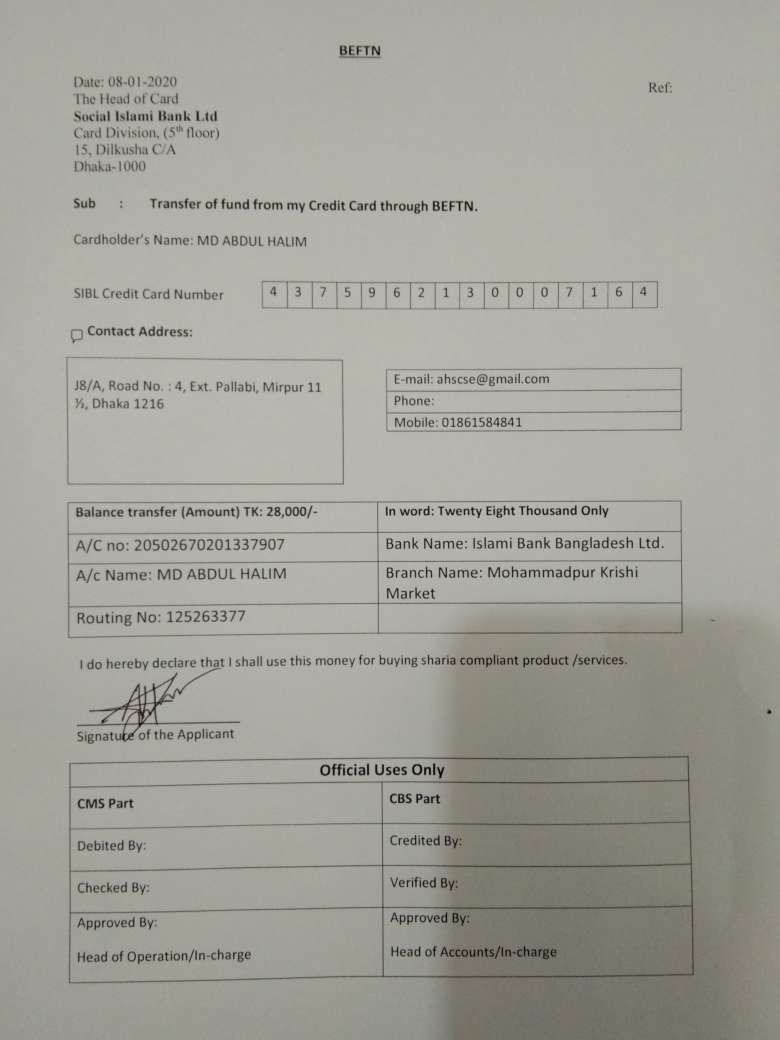 BEFTN
Date: 08-01-2020
Ref:
The Head of Card
Social Islami Bank Ltd
Card Division, (5th floor)
15, Dilkusha C/A
Dhaka-1000
Sub : Transfer of fund from my Credit Card through BEFTN.
Cardholder's Name: MD ABDUL HALIM
SIBL Credit Card Number 4 3 7 5 9 6 2 1 3 0 0 0 7 1 6 4
Contact Address:
J8/A, Road No. : 4, Ext. Pallabi, Mirpur 11
½, Dhaka 1216
E-mail: ahscse@gmail.com
Phone:
Mobile: 01861584841
Balance transfer (Amount) TK: 28,000/- In word: Twenty Eight Thousand Only
A/C no: 20502670201337907 Bank Name: Islami Bank Bangladesh Ltd.
A/c Name: MD ABDUL HALIM Branch Name: Mohammadpur Krishi
Market
Routing No: 125263377
I do hereby declare that I shall use this money for buying sharia compliant product /services.
Signature of the Applicant
Official Uses Only
CMS Part CBS Part
Debited By: Credited By:
Checked By: Verified By:
Approved By: Approved By:
Head of Operation/In-charge Head of Accounts/In-charge